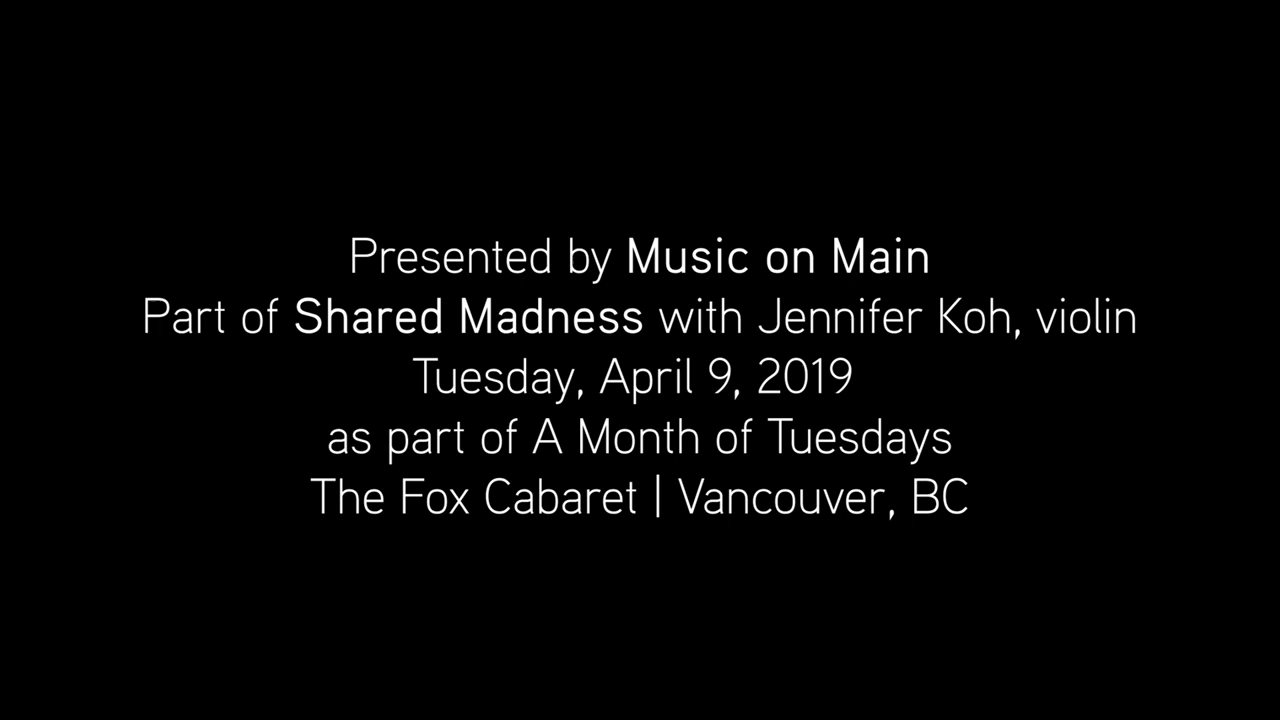 Presented by Music on Main
Part of Shared Madness with Jennifer Koh, violin
Tuesday, April 9, 2019
as part of A Month of Tuesdays
The Fox Cabaret | Vancouver, BC